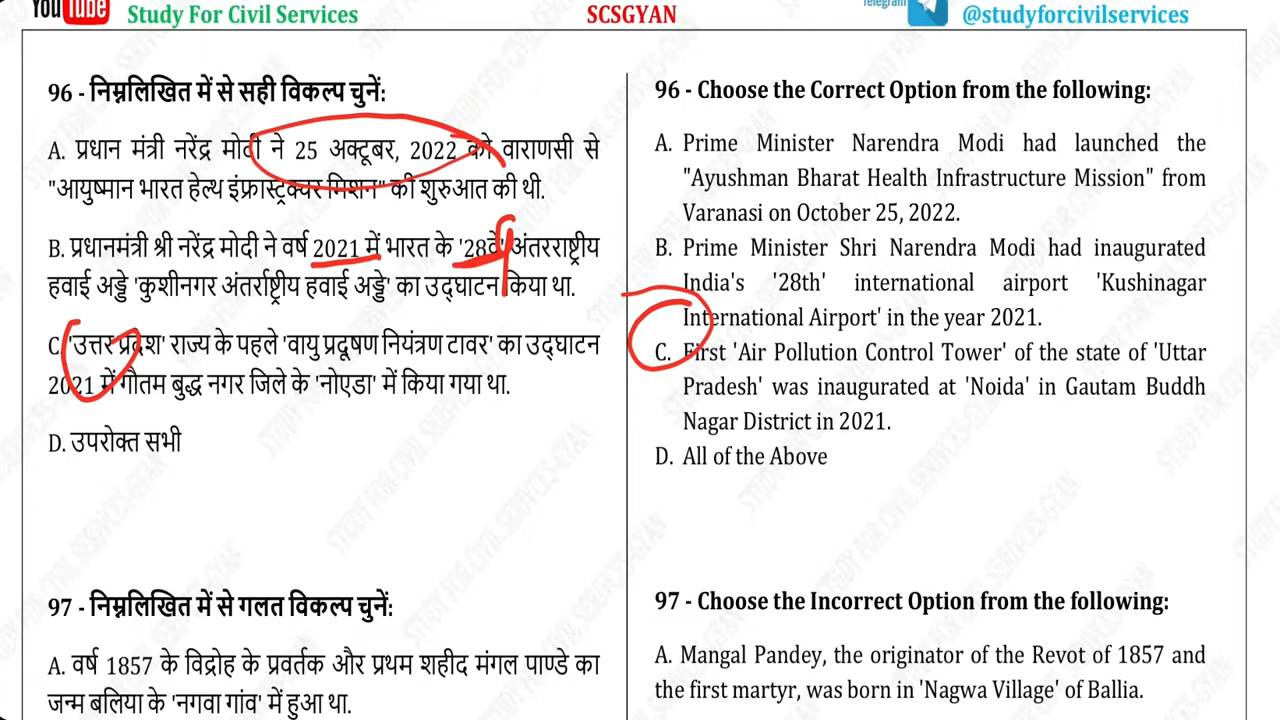 You Tube Study For Civil Services SCSGYAN Telegram @studyforcivilservices
96 - निम्नलिखित में से सही विकल्प चुनें:
A. प्रधान मंत्री नरेंद्र मोदी ने 25 अक्टूबर, 2022 को वाराणसी से
"आयुष्मान भारत हेल्थ इंफ्रास्ट्रक्चर मिशन" की शुरुआत की थी.
B. प्रधानमंत्री श्री नरेंद्र मोदी ने वर्ष 2021 में भारत के '28वें' अंतरराष्ट्रीय
हवाई अड्डे 'कुशीनगर अंतर्राष्ट्रीय हवाई अड्डे' का उद्घाटन किया था.
C. 'उत्तर प्रदेश' राज्य के पहले 'वायु प्रदूषण नियंत्रण टावर' का उद्घाटन
2021 में गौतम बुद्ध नगर जिले के 'नोएडा' में किया गया था.
D. उपरोक्त सभी
97 - निम्नलिखित में से गलत विकल्प चुनें:
A. वर्ष 1857 के विद्रोह के प्रवर्तक और प्रथम शहीद मंगल पाण्डे का
जन्म बलिया के 'नगवा गांव' में हुआ था.
96 - Choose the Correct Option from the following:
A. Prime Minister Narendra Modi had launched the
"Ayushman Bharat Health Infrastructure Mission" from
Varanasi on October 25, 2022.
B. Prime Minister Shri Narendra Modi had inaugurated
India's '28th' international airport 'Kushinagar
International Airport' in the year 2021.
C. First 'Air Pollution Control Tower' of the state of 'Uttar
Pradesh' was inaugurated at 'Noida' in Gautam Buddh
Nagar District in 2021.
D. All of the Above
97 - Choose the Incorrect Option from the following:
A. Mangal Pandey, the originator of the Revot of 1857 and
the first martyr, was born in 'Nagwa Village' of Ballia.